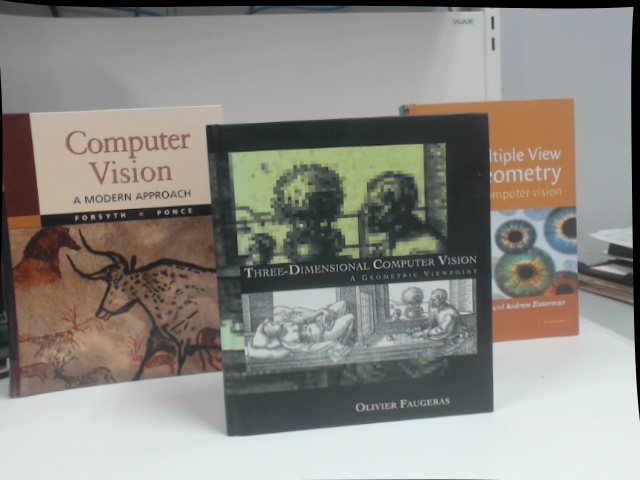 Computer
Vision
A MODERN APPROACH
FORSYTH PONCE
THREE-DIMENSIONAL COMPUTER VISION
A GEOMETRIC VIEWPOINT
OLIVIER FAUGERAS
ltiple View
eometry
omputer vision
and Andrew Zisserman